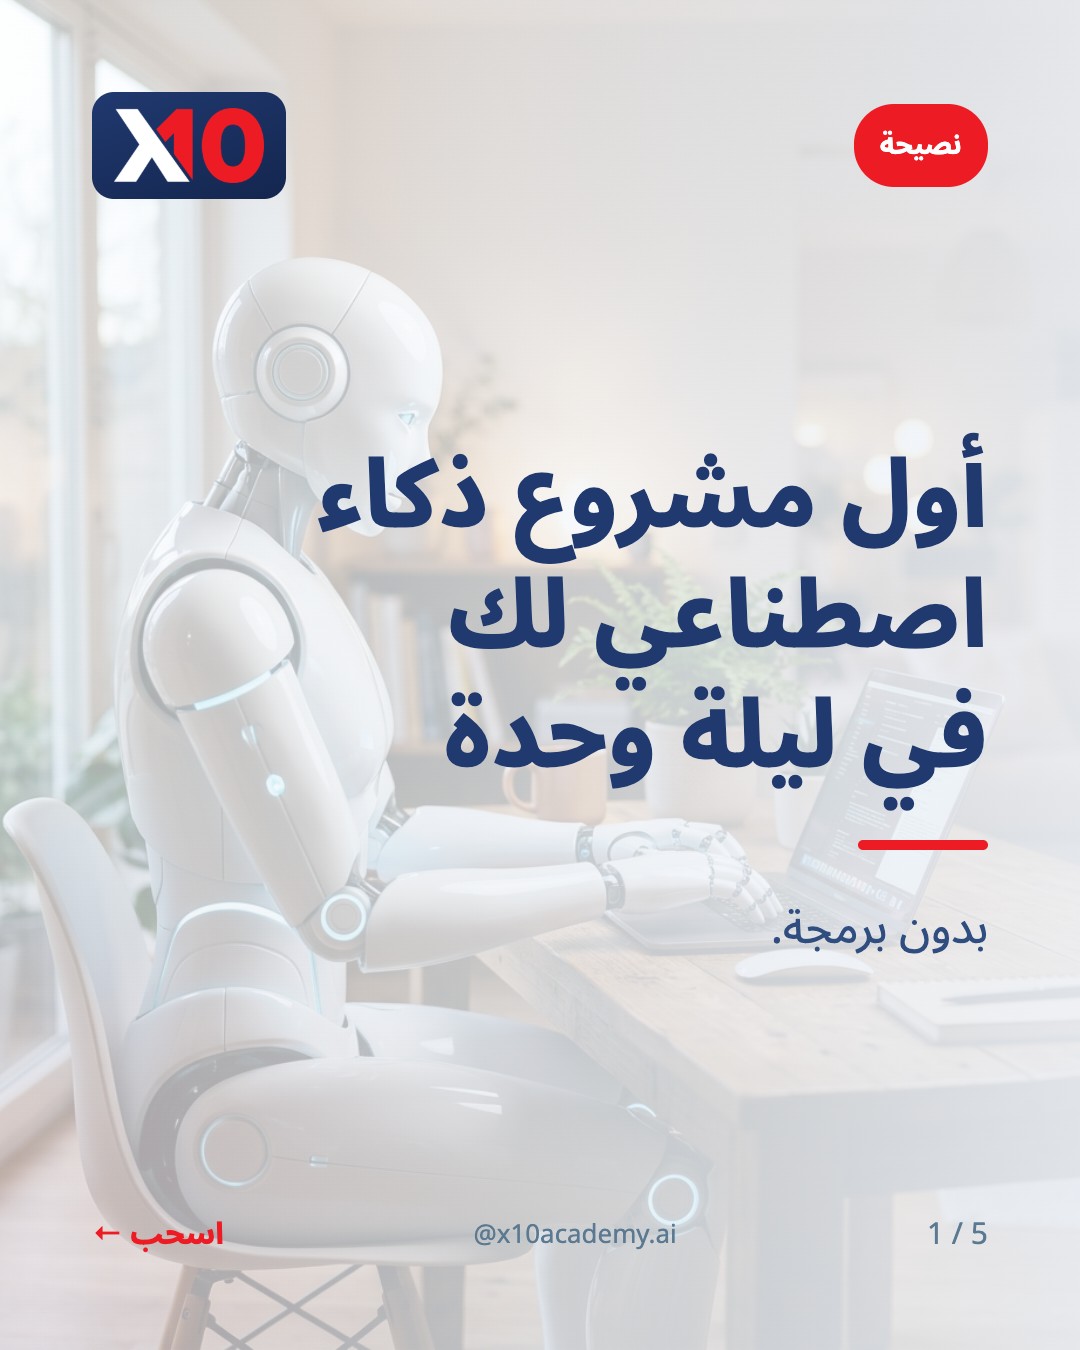 X10
نصيحة
أول مشروع ذكاء
اصطناعي لك
في ليلة وحدة
بدون برمجة.
اسحب ←
@x10academy.ai
1 / 5